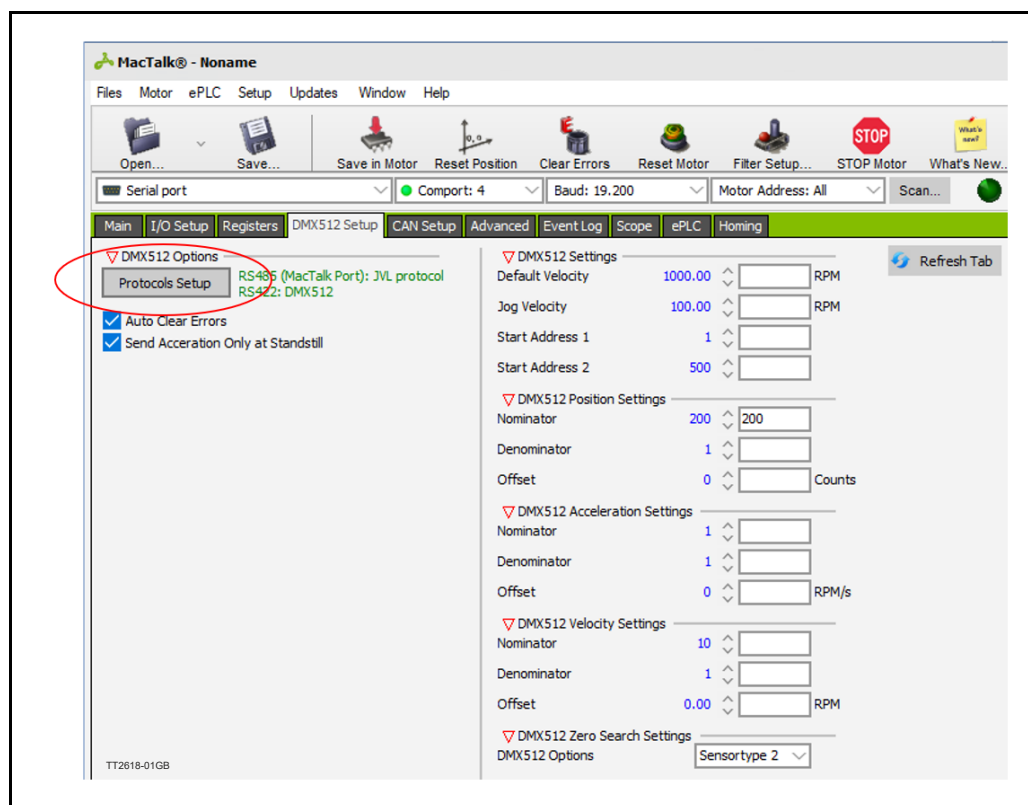 MacTalk® - Noname
Files Motor ePLC Setup Updates Window Help
Open... Save... Save in Motor Reset Position Clear Errors Reset Motor Filter Setup... STOP Motor What's New..
0,0
STOP
What's new?
Serial port Comport: 4 Baud: 19.200 Motor Address: All Scan...
Main I/O Setup Registers DMX512 Setup CAN Setup Advanced Event Log Scope ePLC Homing
DMX512 Options
Protocols Setup
RS485 (MacTalk Port): JVL protocol
RS422: DMX512
Auto Clear Errors
Send Acceration Only at Standstill
DMX512 Settings
Default Velocity 1000.00 RPM
Jog Velocity 100.00 RPM
Start Address 1 1
Start Address 2 500
DMX512 Position Settings
Nominator 200 200
Denominator 1
Offset 0 Counts
DMX512 Acceleration Settings
Nominator 1
Denominator 1
Offset 0 RPM/s
DMX512 Velocity Settings
Nominator 10
Denominator 1
Offset 0.00 RPM
DMX512 Zero Search Settings
DMX512 Options Sensortype 2
Refresh Tab
TT2618-01GB